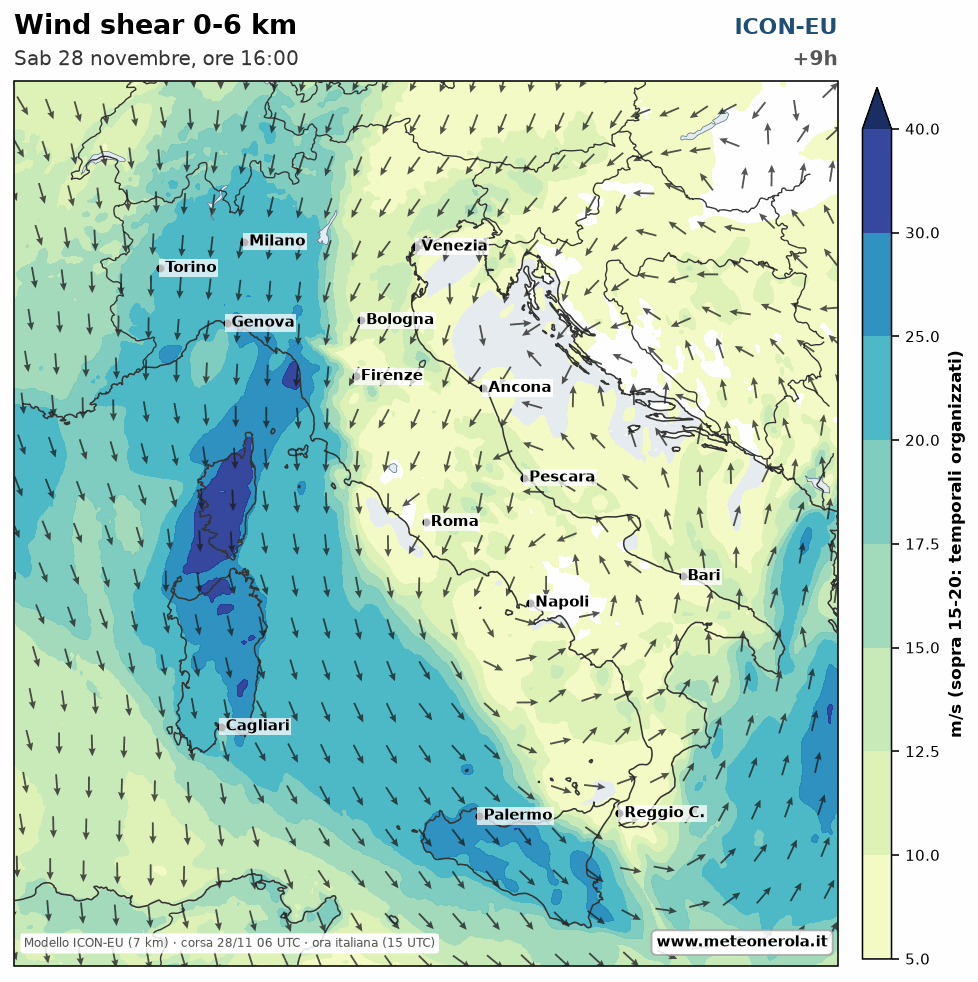 Wind shear 0-6 km
ICON-EU
Sab 28 novembre, ore 16:00
+9h
40.0
30.0
25.0
20.0
17.5
15.0
12.5
10.0
5.0
m/s (sopra 15-20: temporali organizzati)
Milano
Venezia
Torino
Genova
Bologna
Firenze
Ancona
Pescara
Roma
Bari
Napoli
Cagliari
Palermo
Reggio C.
Modello ICON-EU (7 km) · corsa 28/11 06 UTC · ora italiana (15 UTC)
www.meteonerola.it